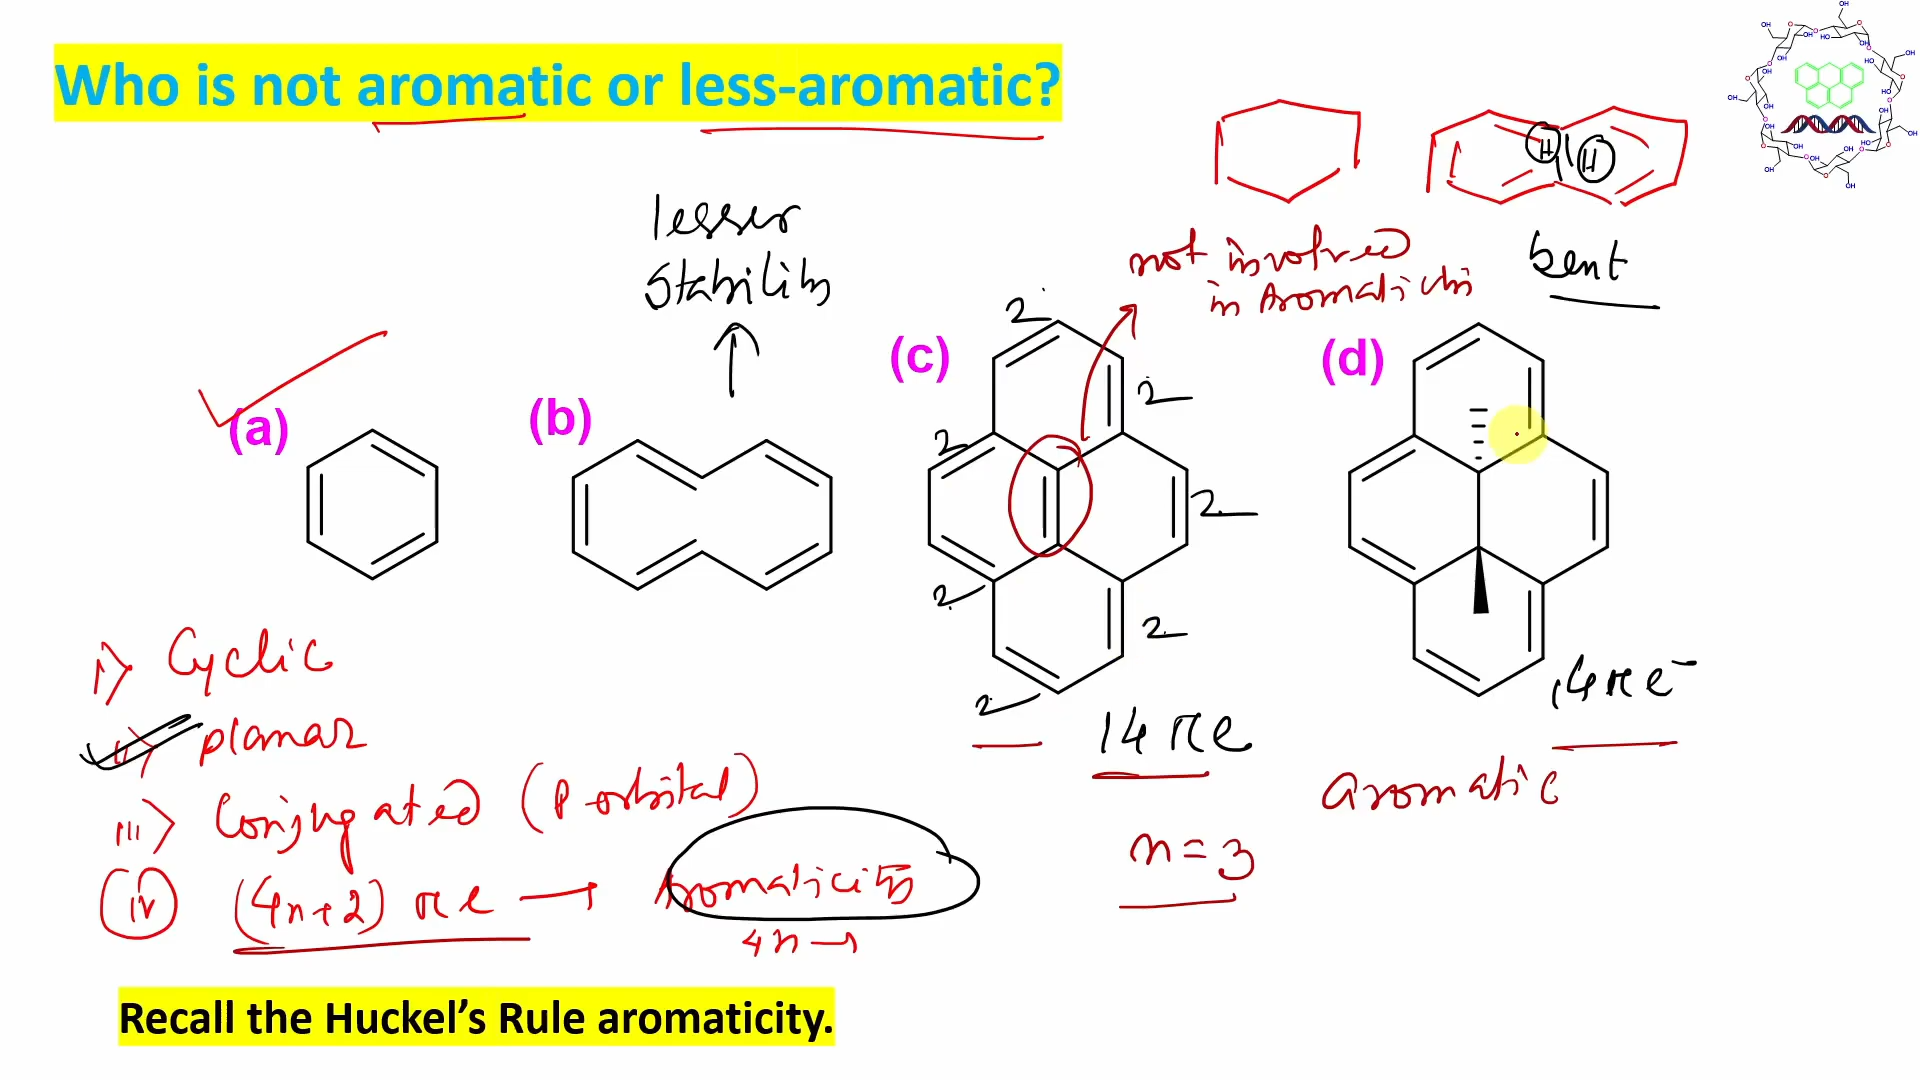 Who is not aromatic or less-aromatic?
H H
lesser
stability
not involved
in Aromaticity
bent
(a)
(b)
(c)
(d)
2
2
2
2
2
2
2
14 πe
14πe⁻
i) Cyclic
ii) planar
iii) Conjugated (P orbital)
iv (4n+2) πe → Aromaticity
4n →
n = 3
aromatic
Recall the Huckel’s Rule aromaticity.